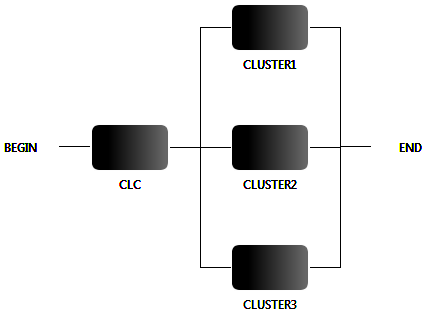 CLUSTER1
BEGIN
CLC
CLUSTER2
END
CLUSTER3